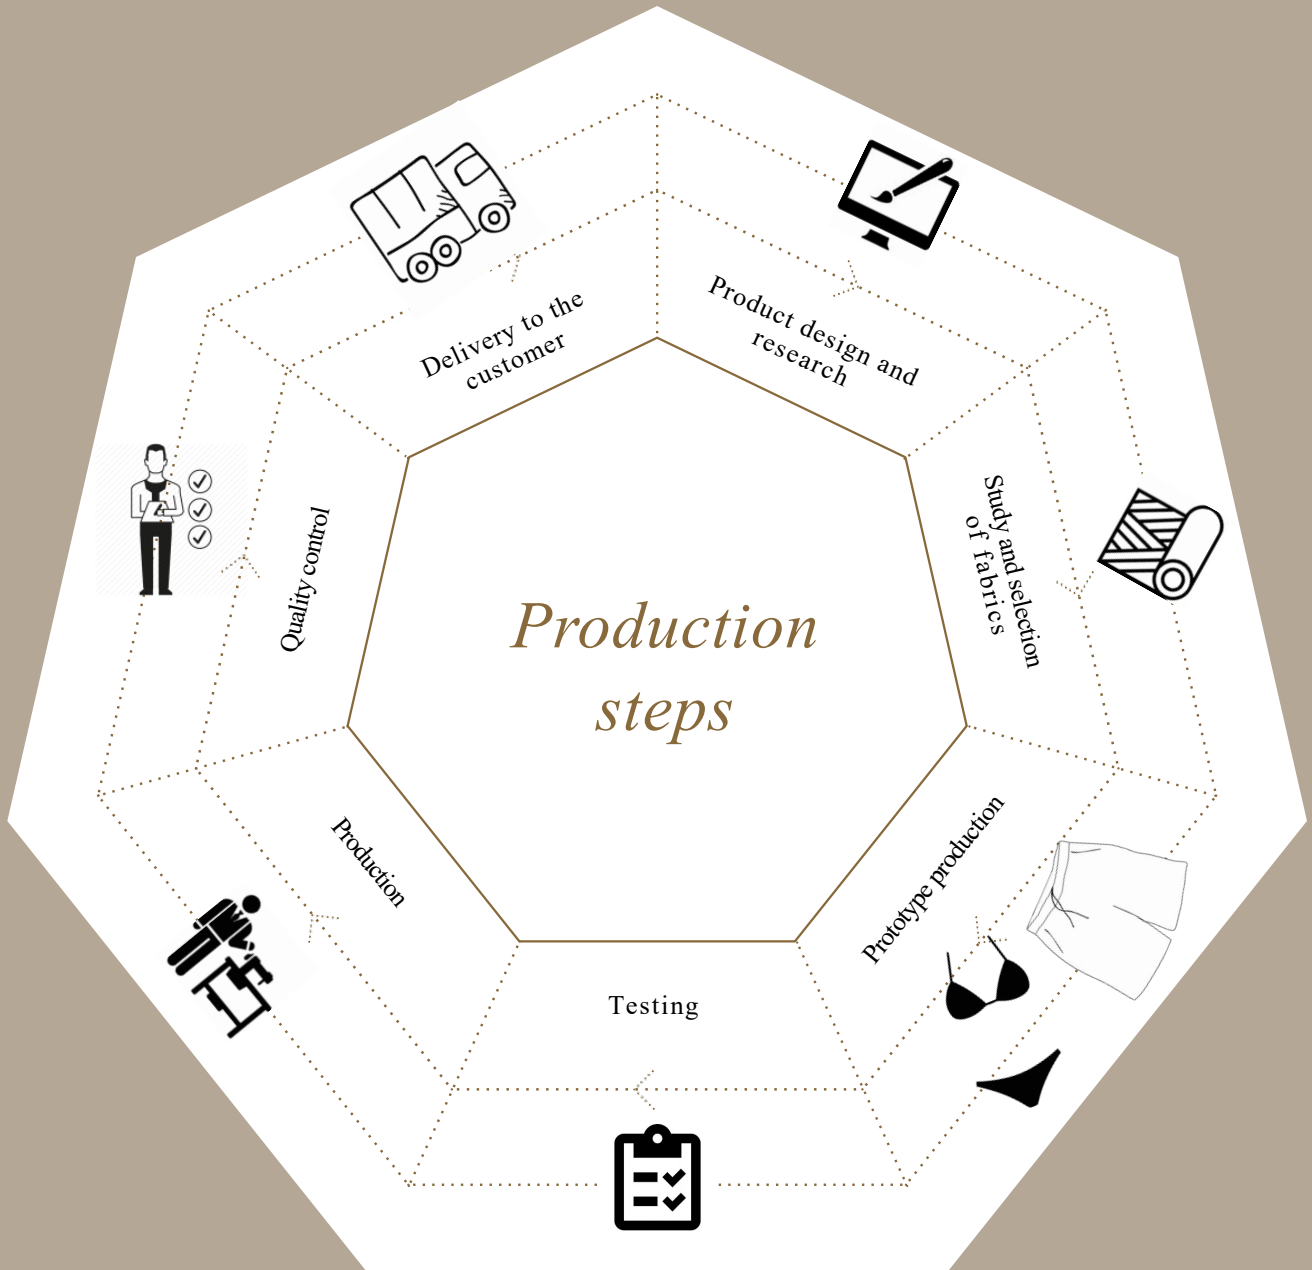 Production
steps
Product design and
research
Study and selection
of fabrics
Prototype production
Testing
Production
Quality control
Delivery to the
customer